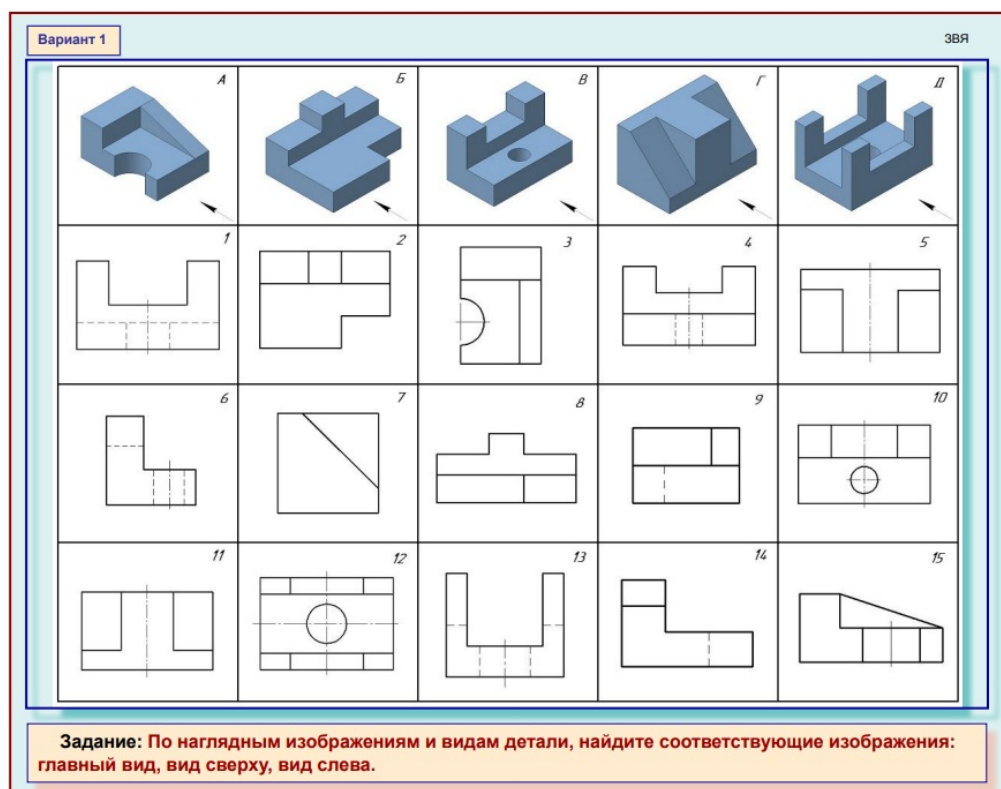 Вариант 1
ЗВЯ
А Б В Г Д
1 2 3 4 5
6 7 8 9 10
11 12 13 14 15
Задание: По наглядным изображениям и видам детали, найдите соответствующие изображения:
главный вид, вид сверху, вид слева.